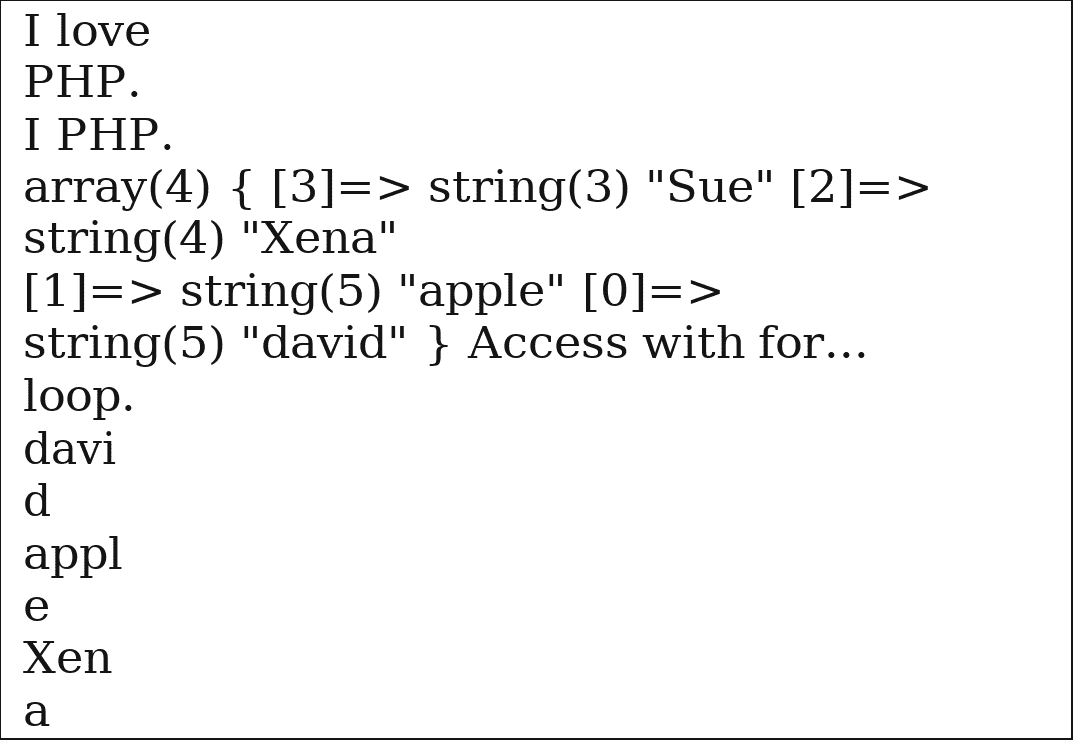 I love
PHP.
I PHP.
array(4) { [3]=> string(3) "Sue" [2]=>
string(4) "Xena"
[1]=> string(5) "apple" [0]=>
string(5) "david" } Access with for...
loop.
davi
d
appl
e
Xen
a